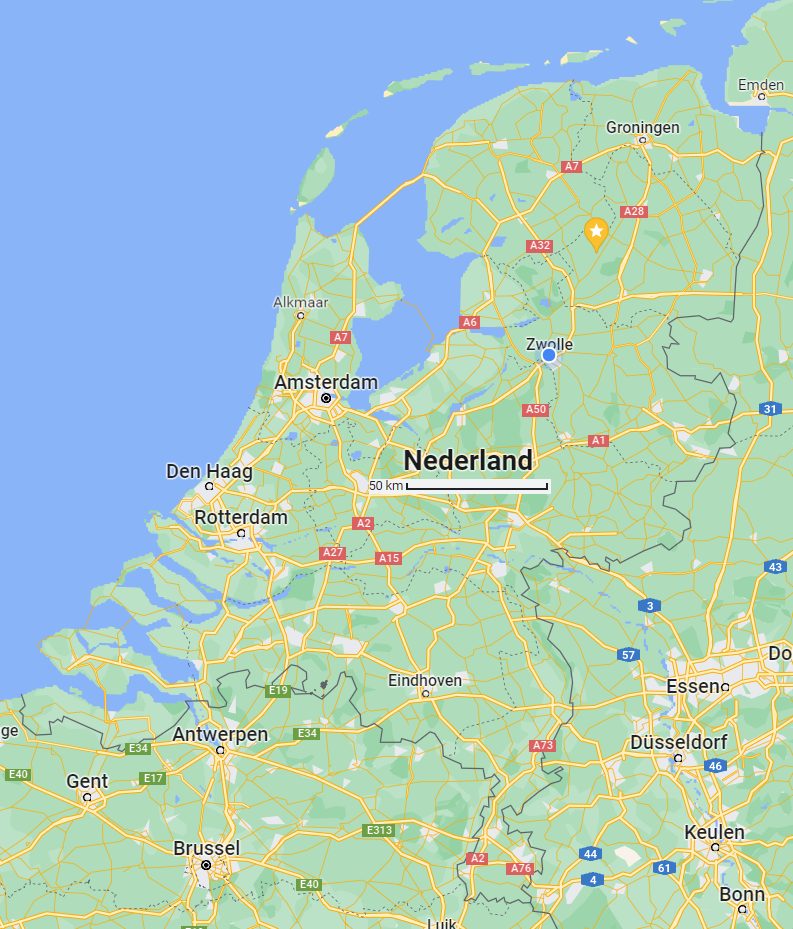 Emden
Groningen
A7
A28
A32
Alkmaar
A6
A7
Zwolle
Amsterdam
A50
31
A1
Nederland
Den Haag
50 km
Rotterdam
A2
A27
A15
43
3
57
Do
Eindhoven
Essen
E19
ge
Antwerpen
E34
E34
Düsseldorf
A73
46
E40
E17
Gent
E313
Keulen
Brussel
44
A2
A76
61
4
E40
Bonn
Luik